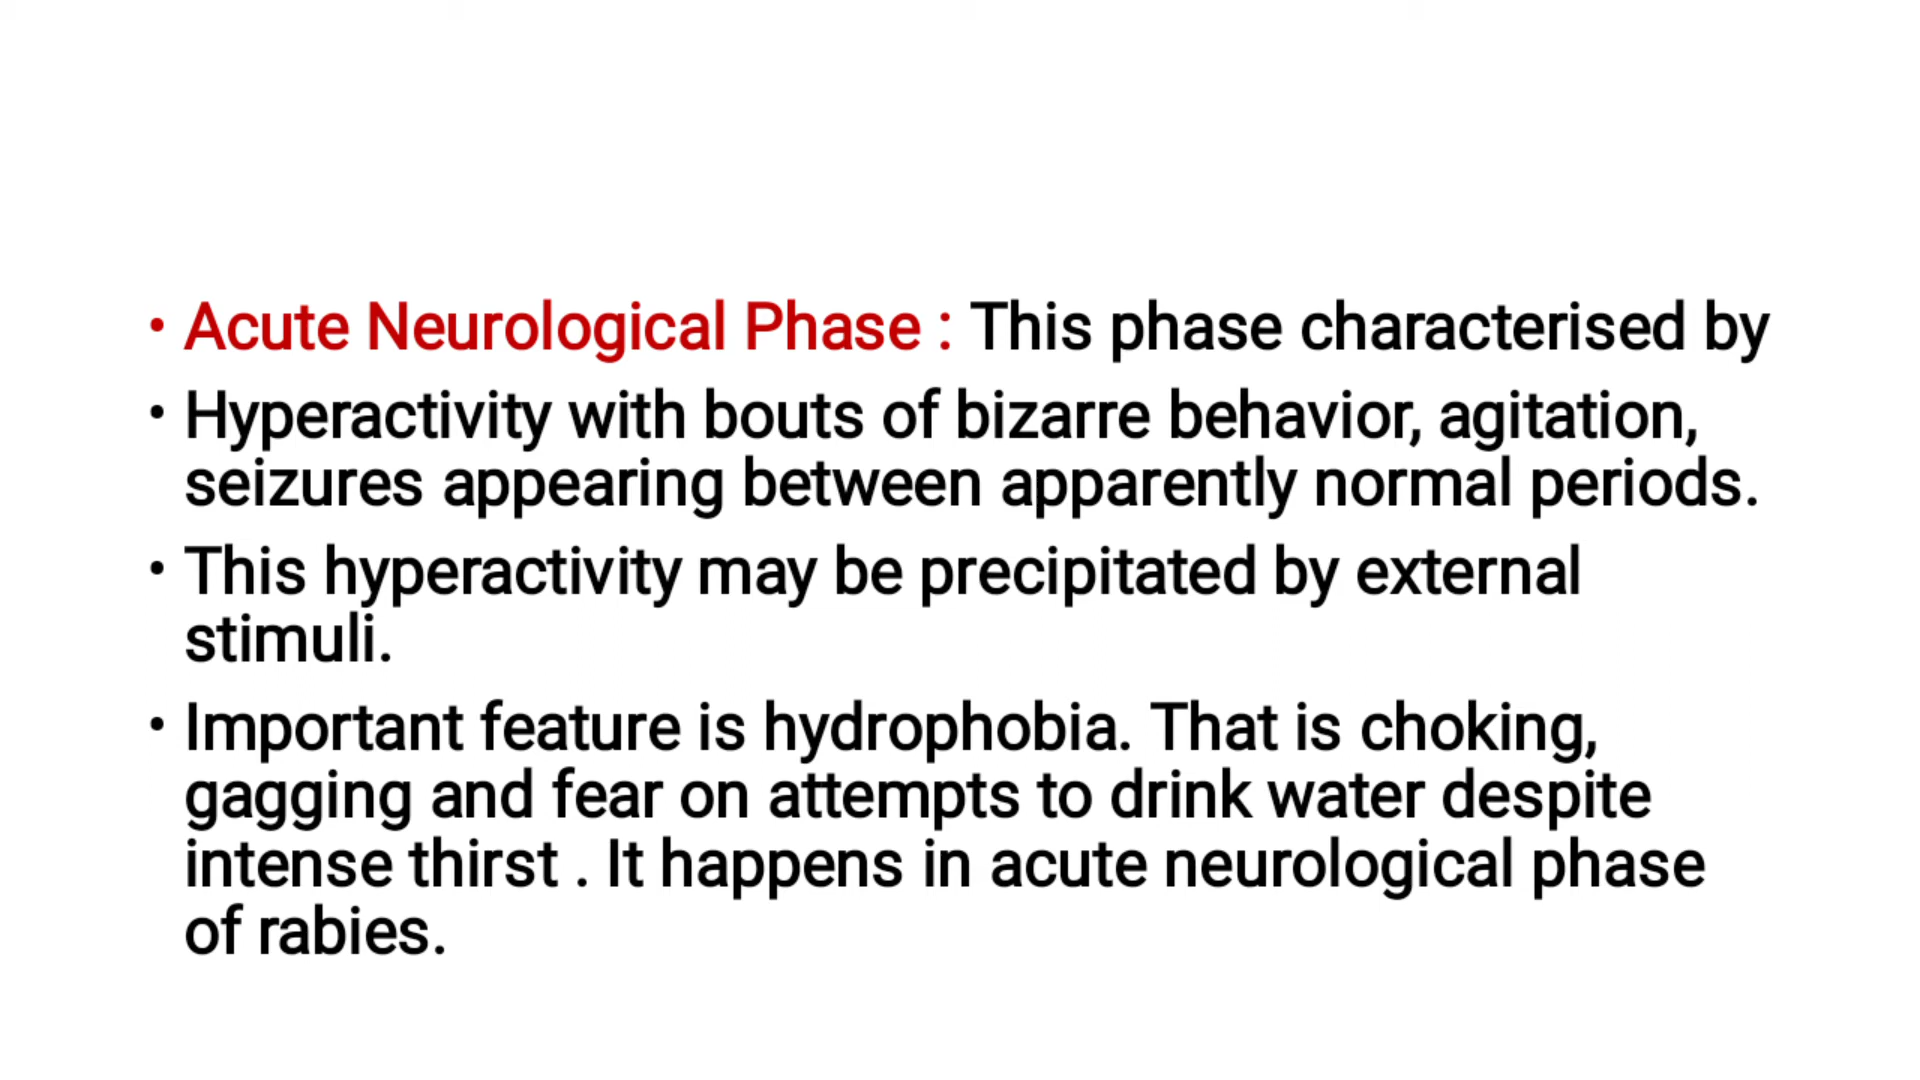 • Acute Neurological Phase : This phase characterised by
• Hyperactivity with bouts of bizarre behavior, agitation,
seizures appearing between apparently normal periods.
• This hyperactivity may be precipitated by external
stimuli.
• Important feature is hydrophobia. That is choking,
gagging and fear on attempts to drink water despite
intense thirst . It happens in acute neurological phase
of rabies.